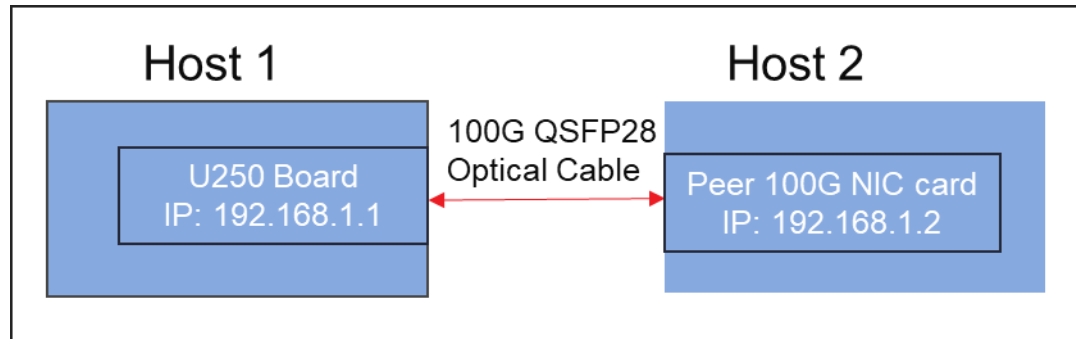 Host 1
Host 2
100G QSFP28
Optical Cable
U250 Board
IP: 192.168.1.1
Peer 100G NIC card
IP: 192.168.1.2